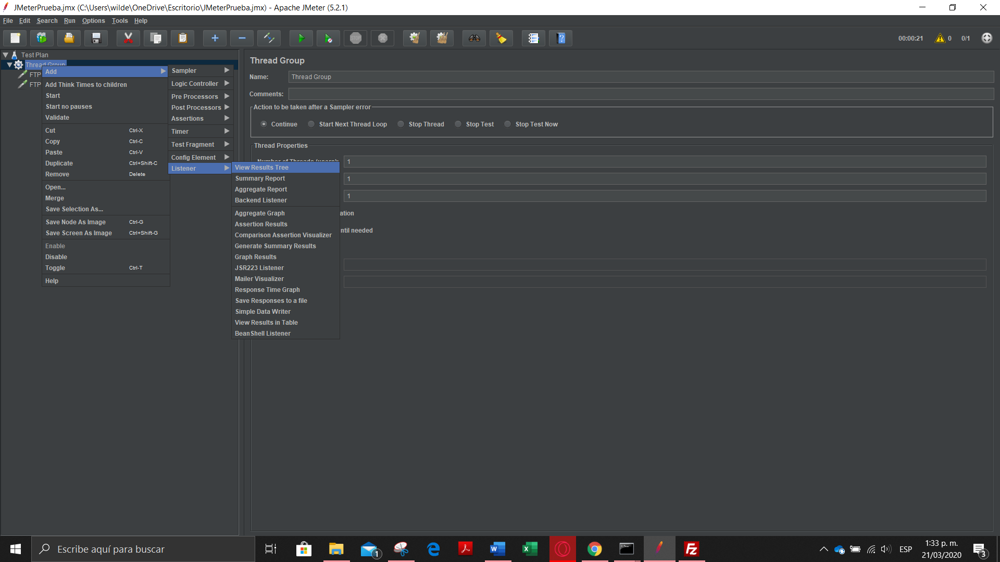 JMeterPrueba.jmx (C:\Users\wilde\OneDrive\Escritorio\JMeterPrueba.jmx) - Apache JMeter (5.2.1)
File Edit Search Run Options Tools Help
STOP
00:00:21 0 0/1
Test Plan
Thread Group
FTP
FTP
Add
Add Think Times to children
Start
Start no pauses
Validate
Cut Ctrl-X
Copy Ctrl-C
Paste Ctrl-V
Duplicate Ctrl+Shift-C
Remove Delete
Open...
Merge
Save Selection As...
Save Node As Image Ctrl-G
Save Screen As Image Ctrl+Shift-G
Enable
Disable
Toggle Ctrl-T
Help
Sampler
Logic Controller
Pre Processors
Post Processors
Assertions
Timer
Test Fragment
Config Element
Listener
View Results Tree
Summary Report
Aggregate Report
Backend Listener
Aggregate Graph
Assertion Results
Comparison Assertion Visualizer
Generate Summary Results
Graph Results
JSR223 Listener
Mailer Visualizer
Response Time Graph
Save Responses to a file
Simple Data Writer
View Results in Table
BeanShell Listener
Thread Group
Name: Thread Group
Comments:
Action to be taken after a Sampler error
Continue Start Next Thread Loop Stop Thread Stop Test Stop Test Now
Thread Properties
Number of Threads (users): 1
1
1
ation
ntil needed
Escribe aquí para buscar
1
ESP
1:33 p. m.
21/03/2020
3